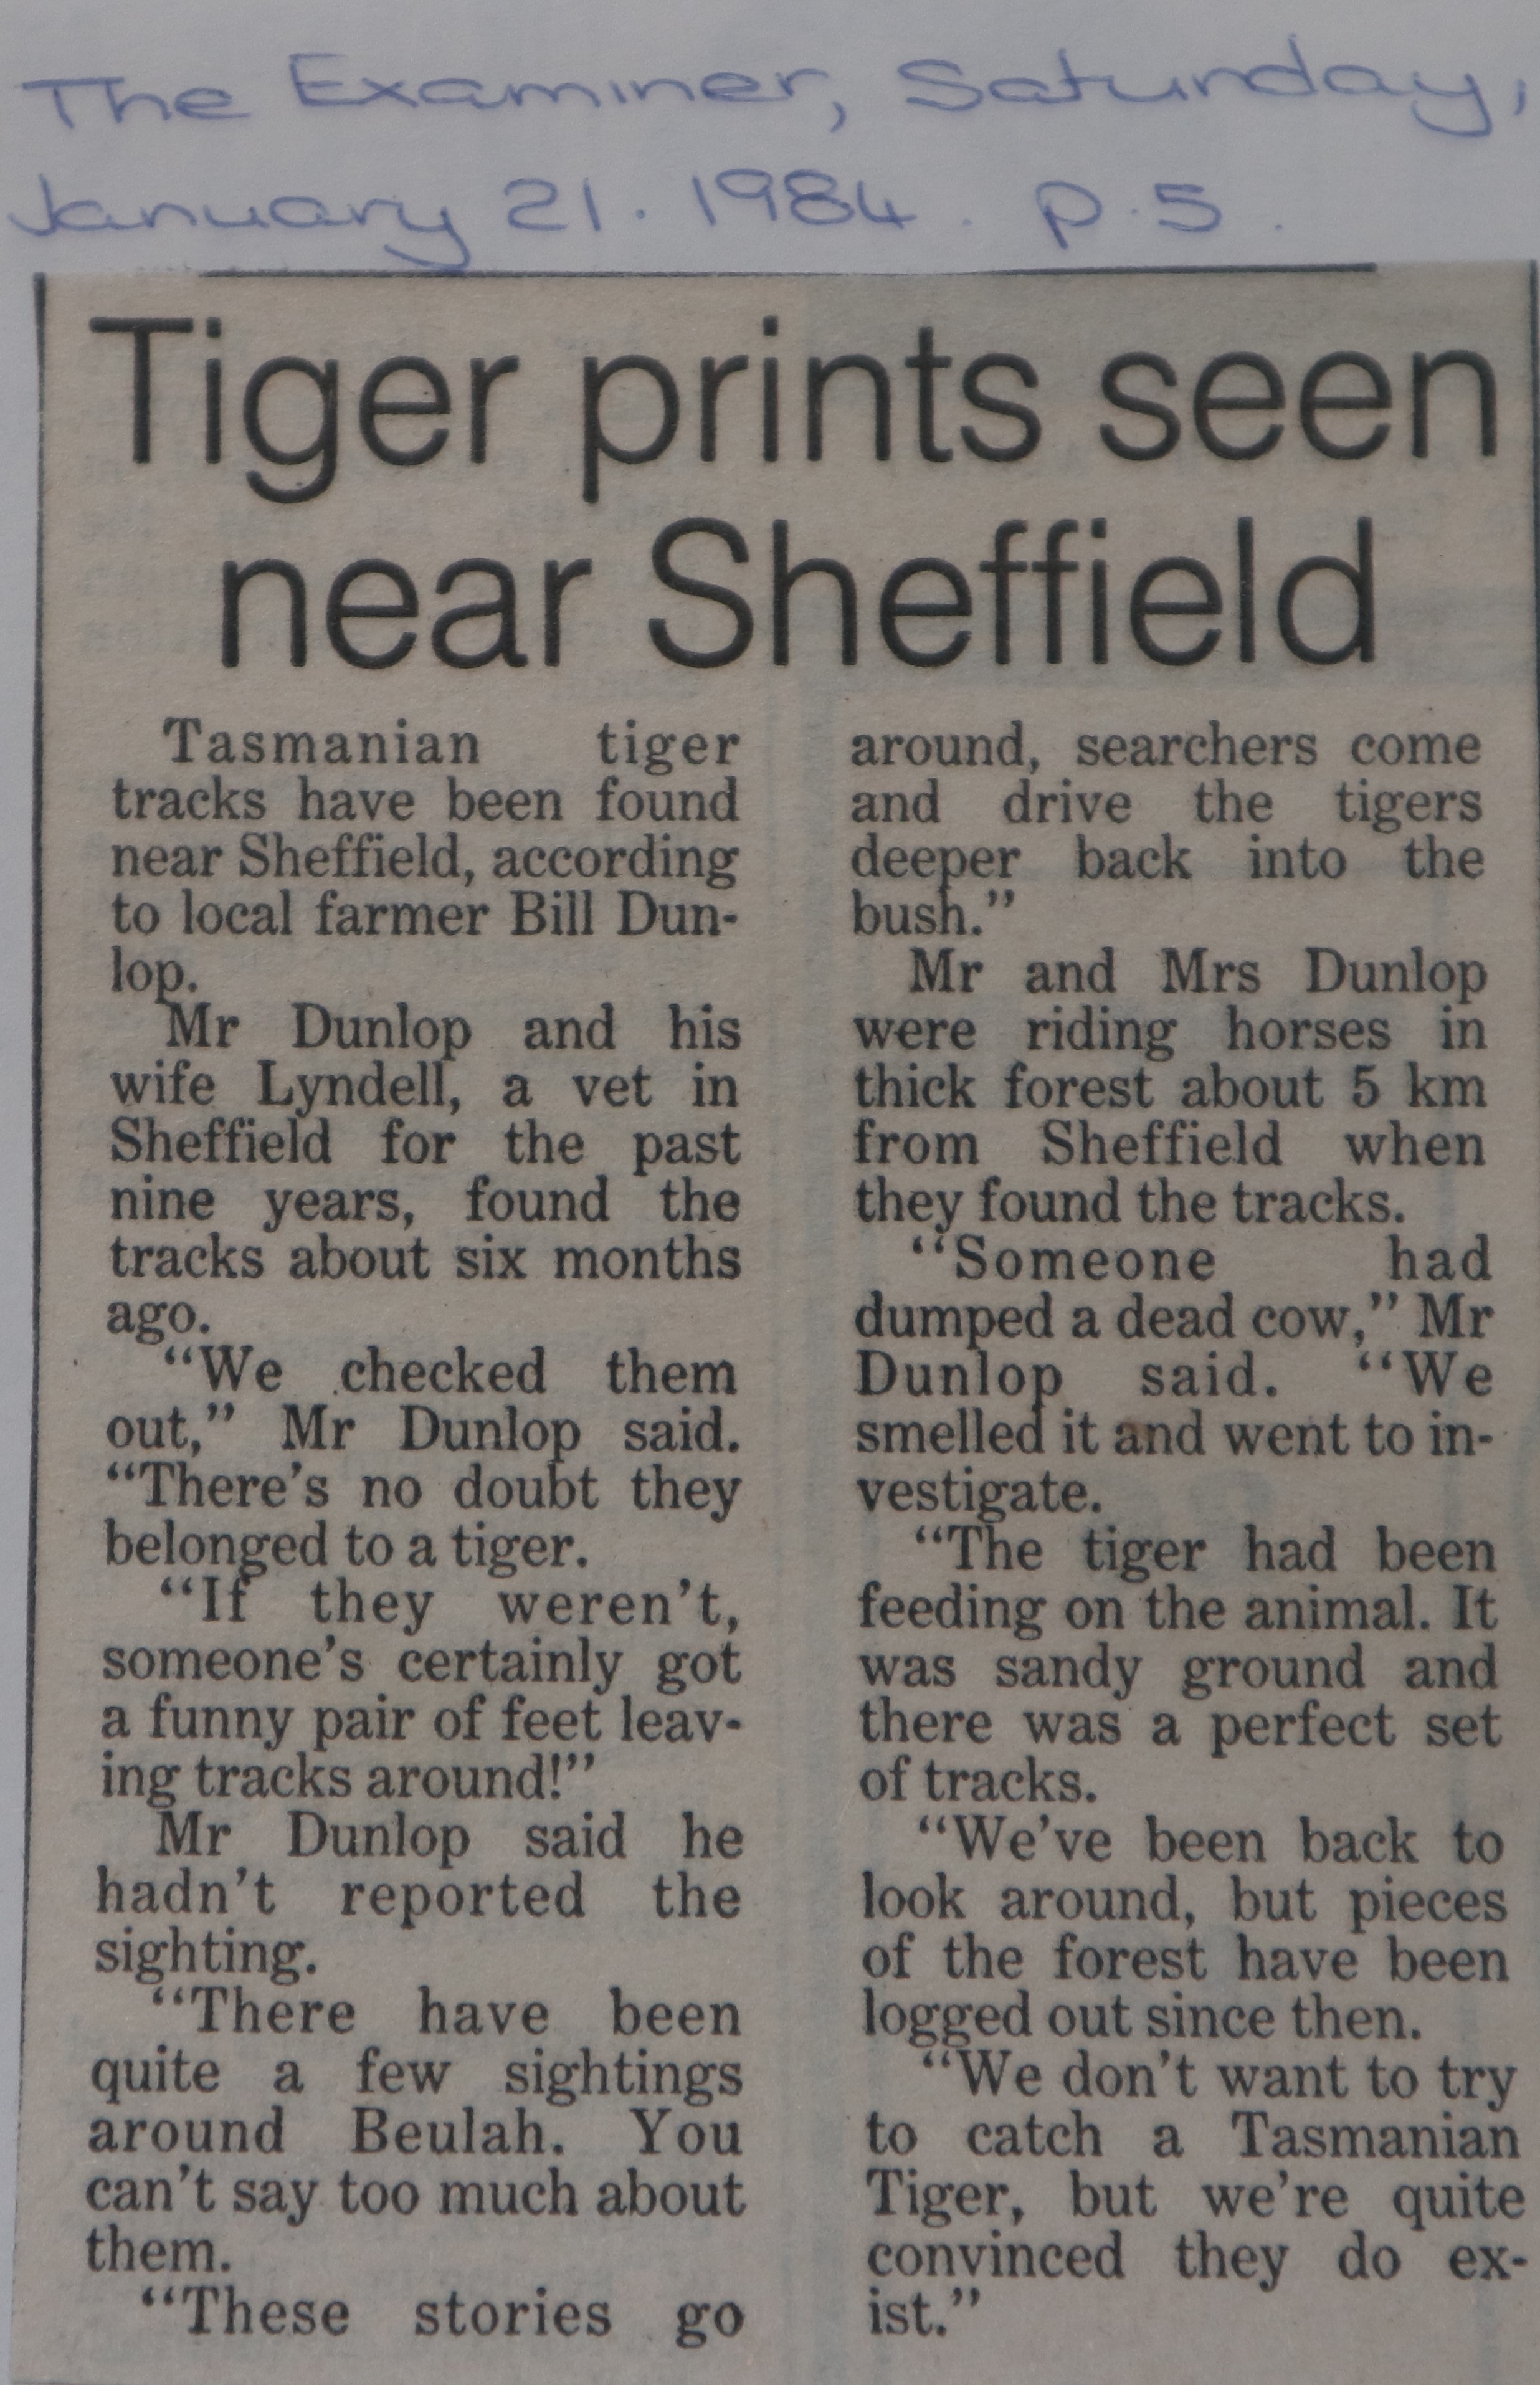 The Examiner, Saturday,
January 21. 1984. p.5.
Tiger prints seen
near Sheffield
Tasmanian tiger
tracks have been found
near Sheffield, according
to local farmer Bill Dun-
lop.
Mr Dunlop and his
wife Lyndell, a vet in
Sheffield for the past
nine years, found the
tracks about six months
ago.
“We checked them
out,” Mr Dunlop said.
“There’s no doubt they
belonged to a tiger.
“If they weren’t,
someone’s certainly got
a funny pair of feet leav-
ing tracks around!”
Mr Dunlop said he
hadn’t reported the
sighting.
“There have been
quite a few sightings
around Beulah. You
can’t say too much about
them.
“These stories go
around, searchers come
and drive the tigers
deeper back into the
bush.”
Mr and Mrs Dunlop
were riding horses in
thick forest about 5 km
from Sheffield when
they found the tracks.
“Someone had
dumped a dead cow,” Mr
Dunlop said. “We
smelled it and went to in-
vestigate.
“The tiger had been
feeding on the animal. It
was sandy ground and
there was a perfect set
of tracks.
“We’ve been back to
look around, but pieces
of the forest have been
logged out since then.
“We don’t want to try
to catch a Tasmanian
Tiger, but we’re quite
convinced they do ex-
ist.”